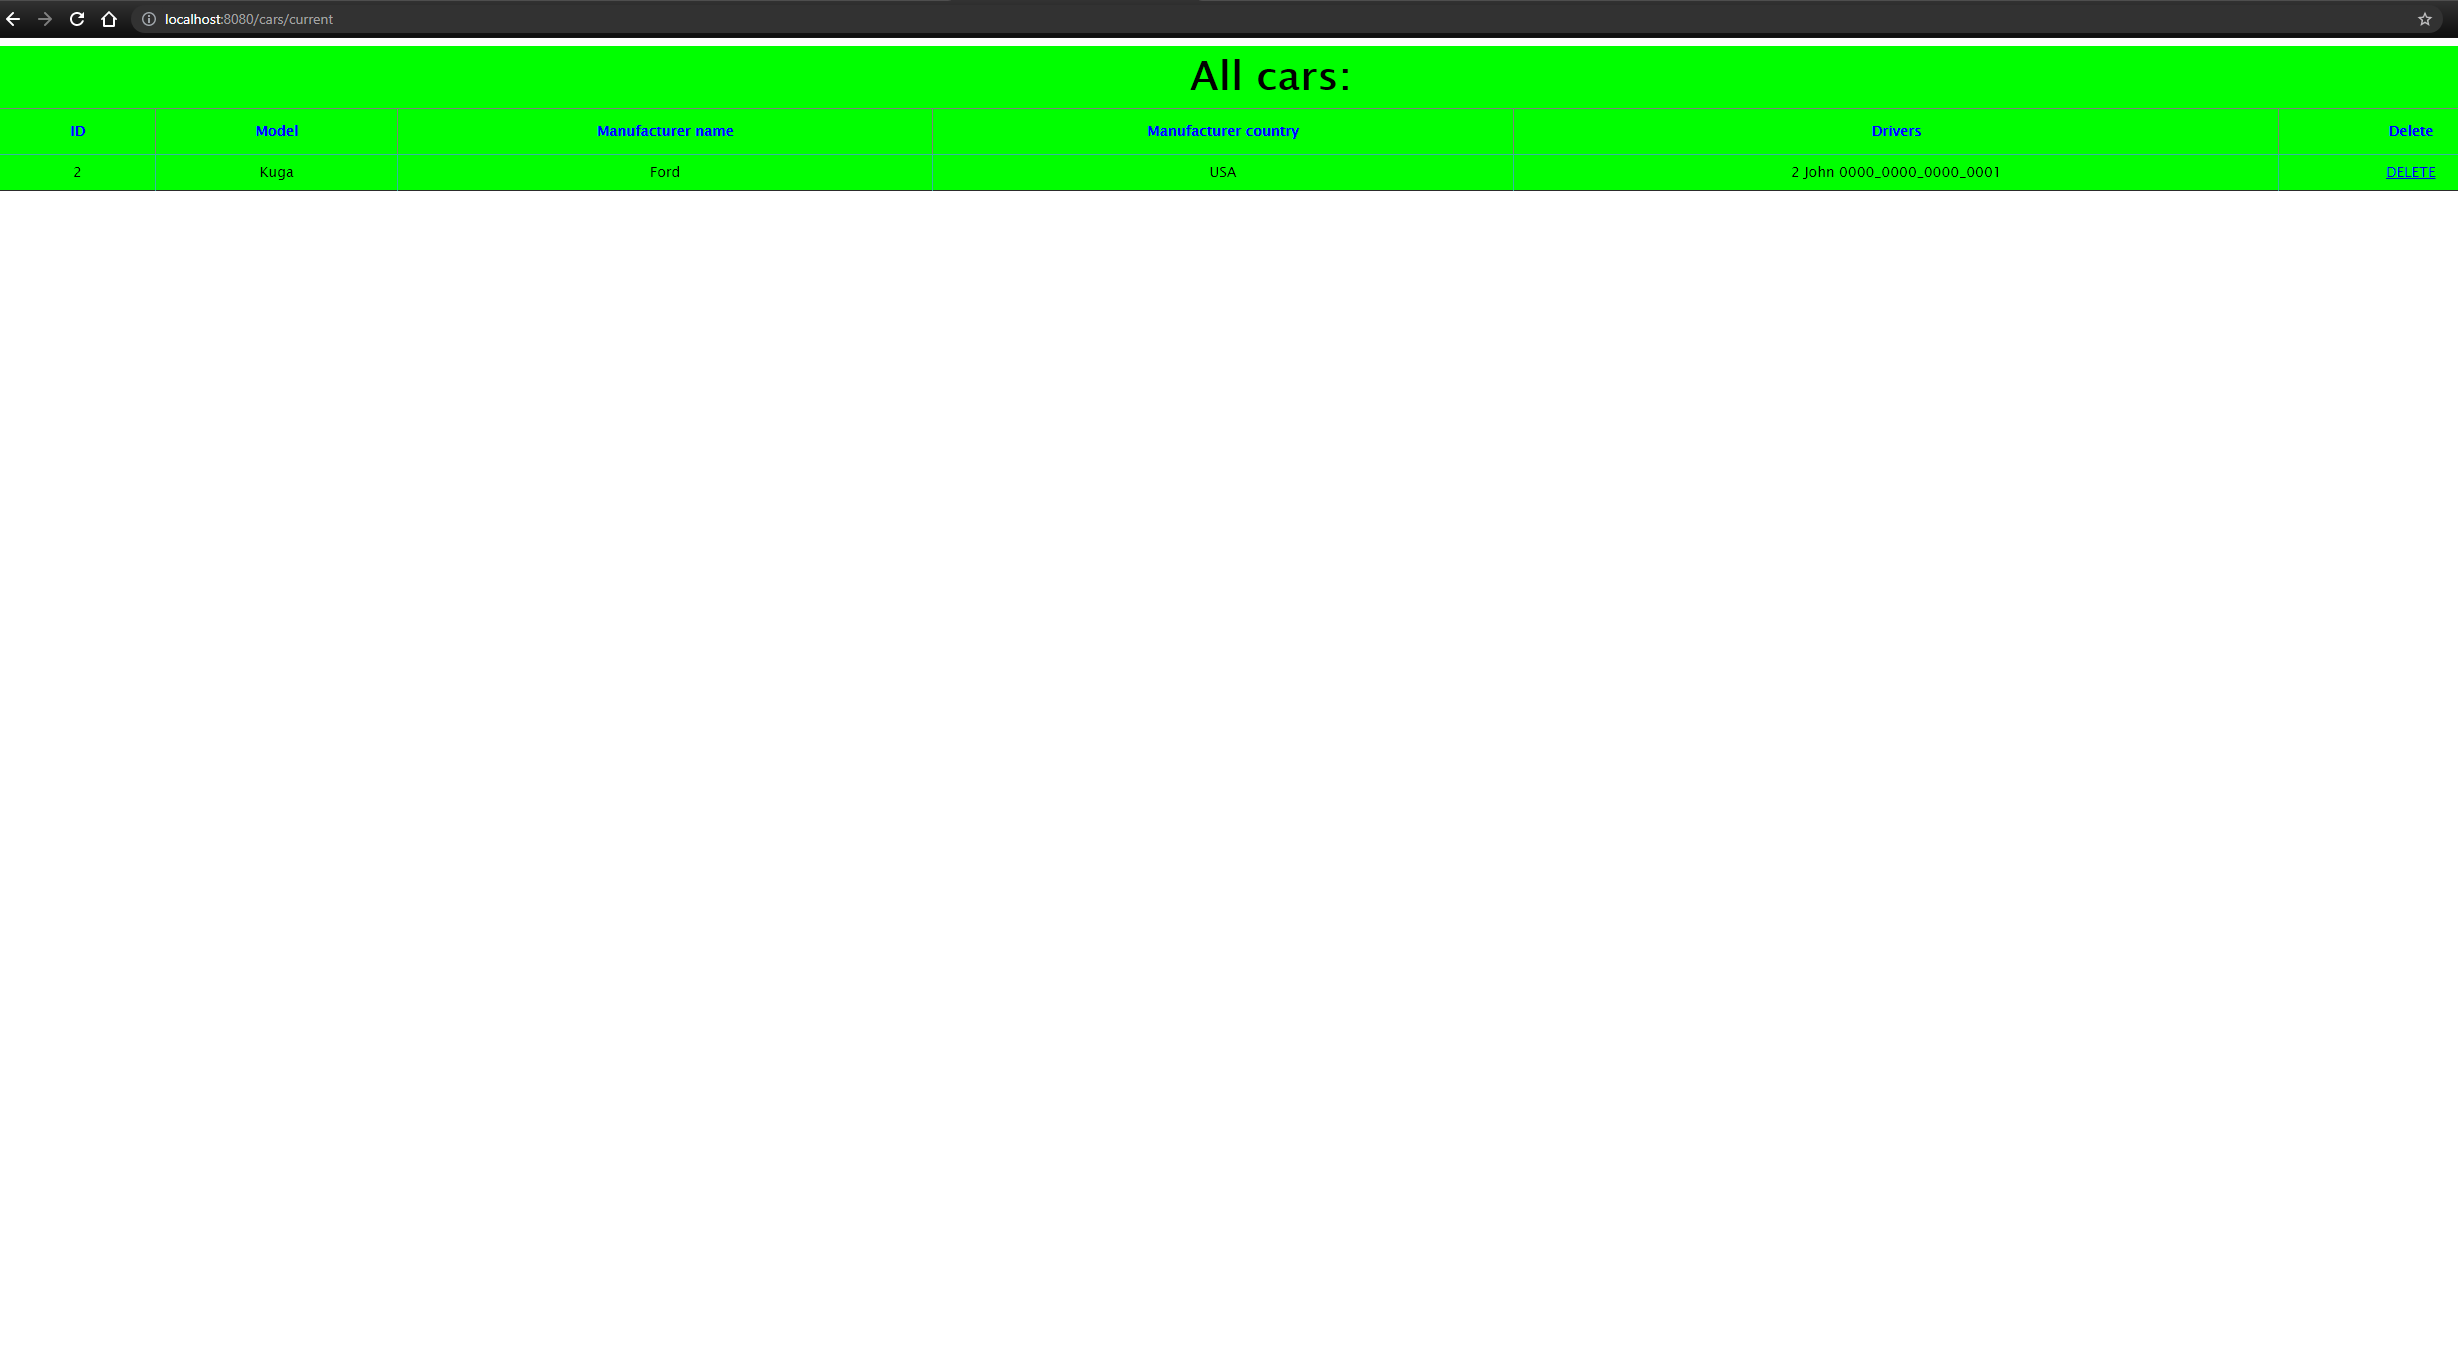 localhost:8080/cars/current
All cars:
ID Model Manufacturer name Manufacturer country Drivers Delete
2 Kuga Ford USA 2 John 0000_0000_0000_0001 DELETE